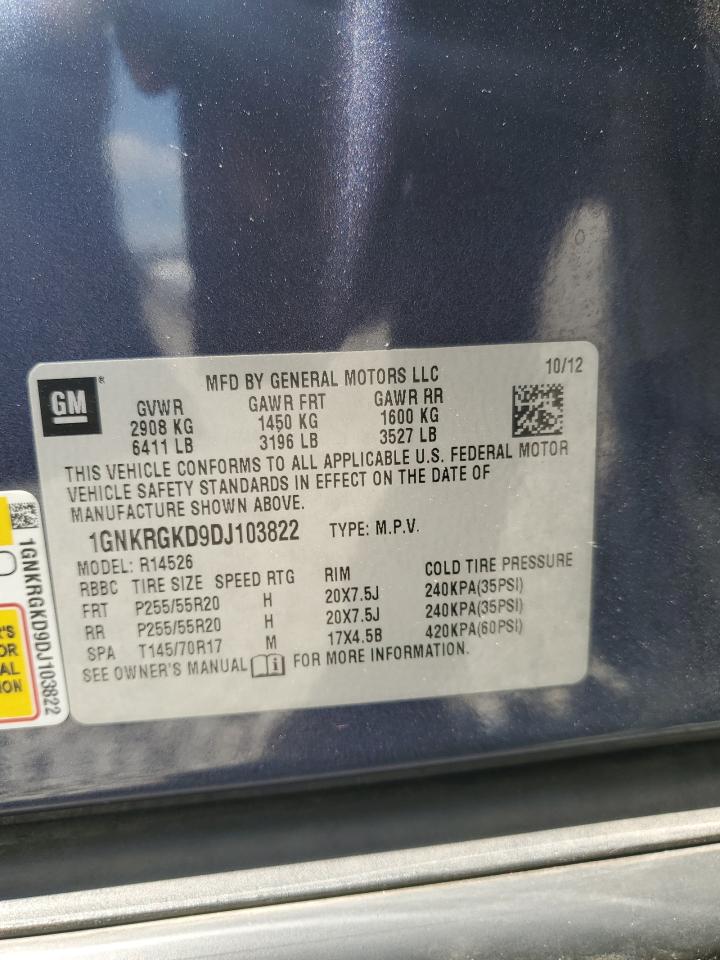 GM®
MFD BY GENERAL MOTORS LLC 10/12
GVWR GAWR FRT GAWR RR
2908 KG 1450 KG 1600 KG
6411 LB 3196 LB 3527 LB
THIS VEHICLE CONFORMS TO ALL APPLICABLE U.S. FEDERAL MOTOR
VEHICLE SAFETY STANDARDS IN EFFECT ON THE DATE OF
MANUFACTURE SHOWN ABOVE.
1GNKRGKD9DJ103822 TYPE: M.P.V.
MODEL: R14526
RBBC TIRE SIZE SPEED RTG RIM COLD TIRE PRESSURE
FRT P255/55R20 H 20X7.5J 240KPA(35PSI)
RR P255/55R20 H 20X7.5J 240KPA(35PSI)
SPA T145/70R17 M 17X4.5B 420KPA(60PSI)
SEE OWNER'S MANUAL FOR MORE INFORMATION.
1GNKRGKD9DJ103822
R'S
OR
AL
ION